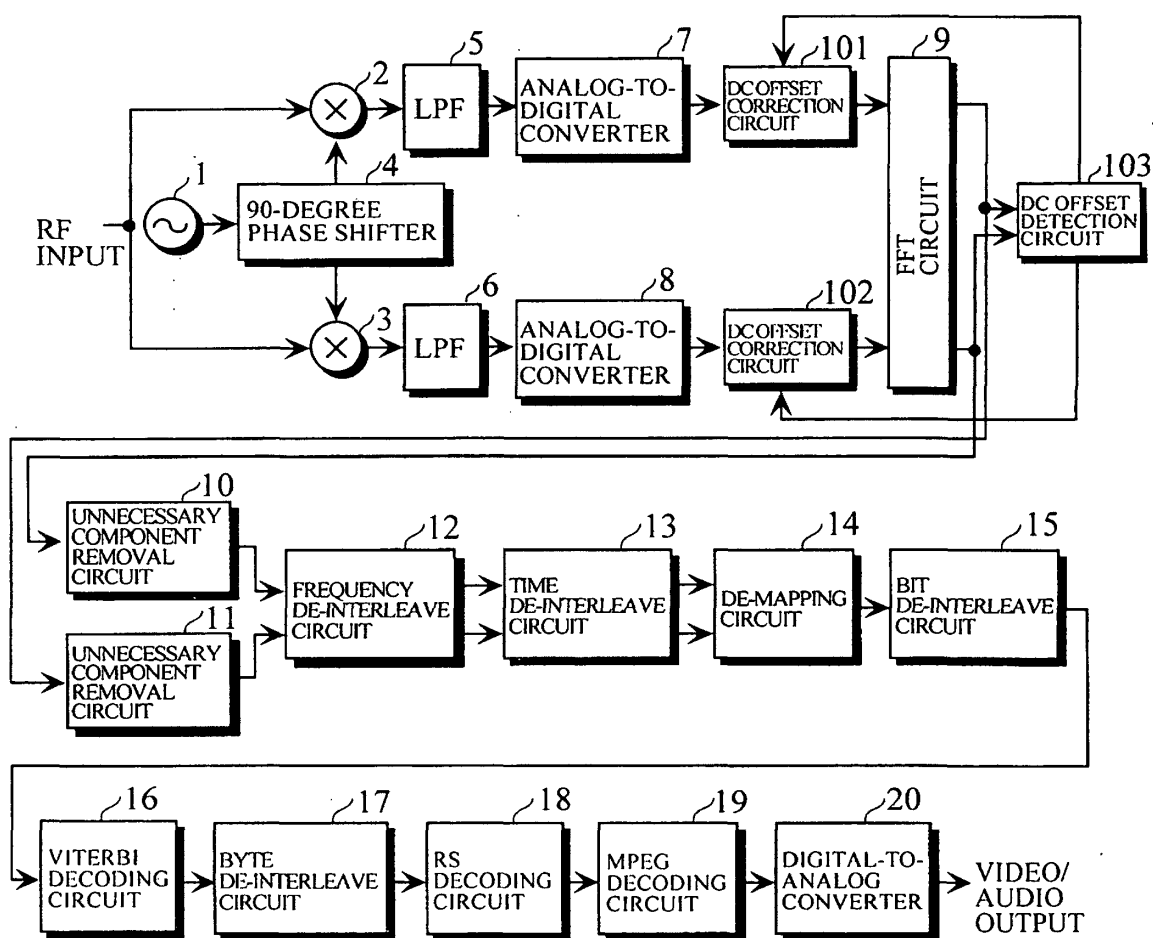 5
7
101
9
2
LPF
ANALOG-TO-
DIGITAL
CONVERTER
DC OFFSET
CORRECTION
CIRCUIT
1
4
103
RF
INPUT
90-DEGREE
PHASE SHIFTER
FFT
CIRCUIT
DC OFFSET
DETECTION
CIRCUIT
6
8
102
3
LPF
ANALOG-TO-
DIGITAL
CONVERTER
DC OFFSET
CORRECTION
CIRCUIT
10
UNNECESSARY
COMPONENT
REMOVAL
CIRCUIT
12
13
14
15
FREQUENCY
DE-INTERLEAVE
CIRCUIT
TIME
DE-INTERLEAVE
CIRCUIT
DE-MAPPING
CIRCUIT
BIT
DE-INTERLEAVE
CIRCUIT
11
UNNECESSARY
COMPONENT
REMOVAL
CIRCUIT
16
17
18
19
20
VITERBI
DECODING
CIRCUIT
BYTE
DE-INTERLEAVE
CIRCUIT
RS
DECODING
CIRCUIT
MPEG
DECODING
CIRCUIT
DIGITAL-TO-
ANALOG
CONVERTER
VIDEO/
AUDIO
OUTPUT